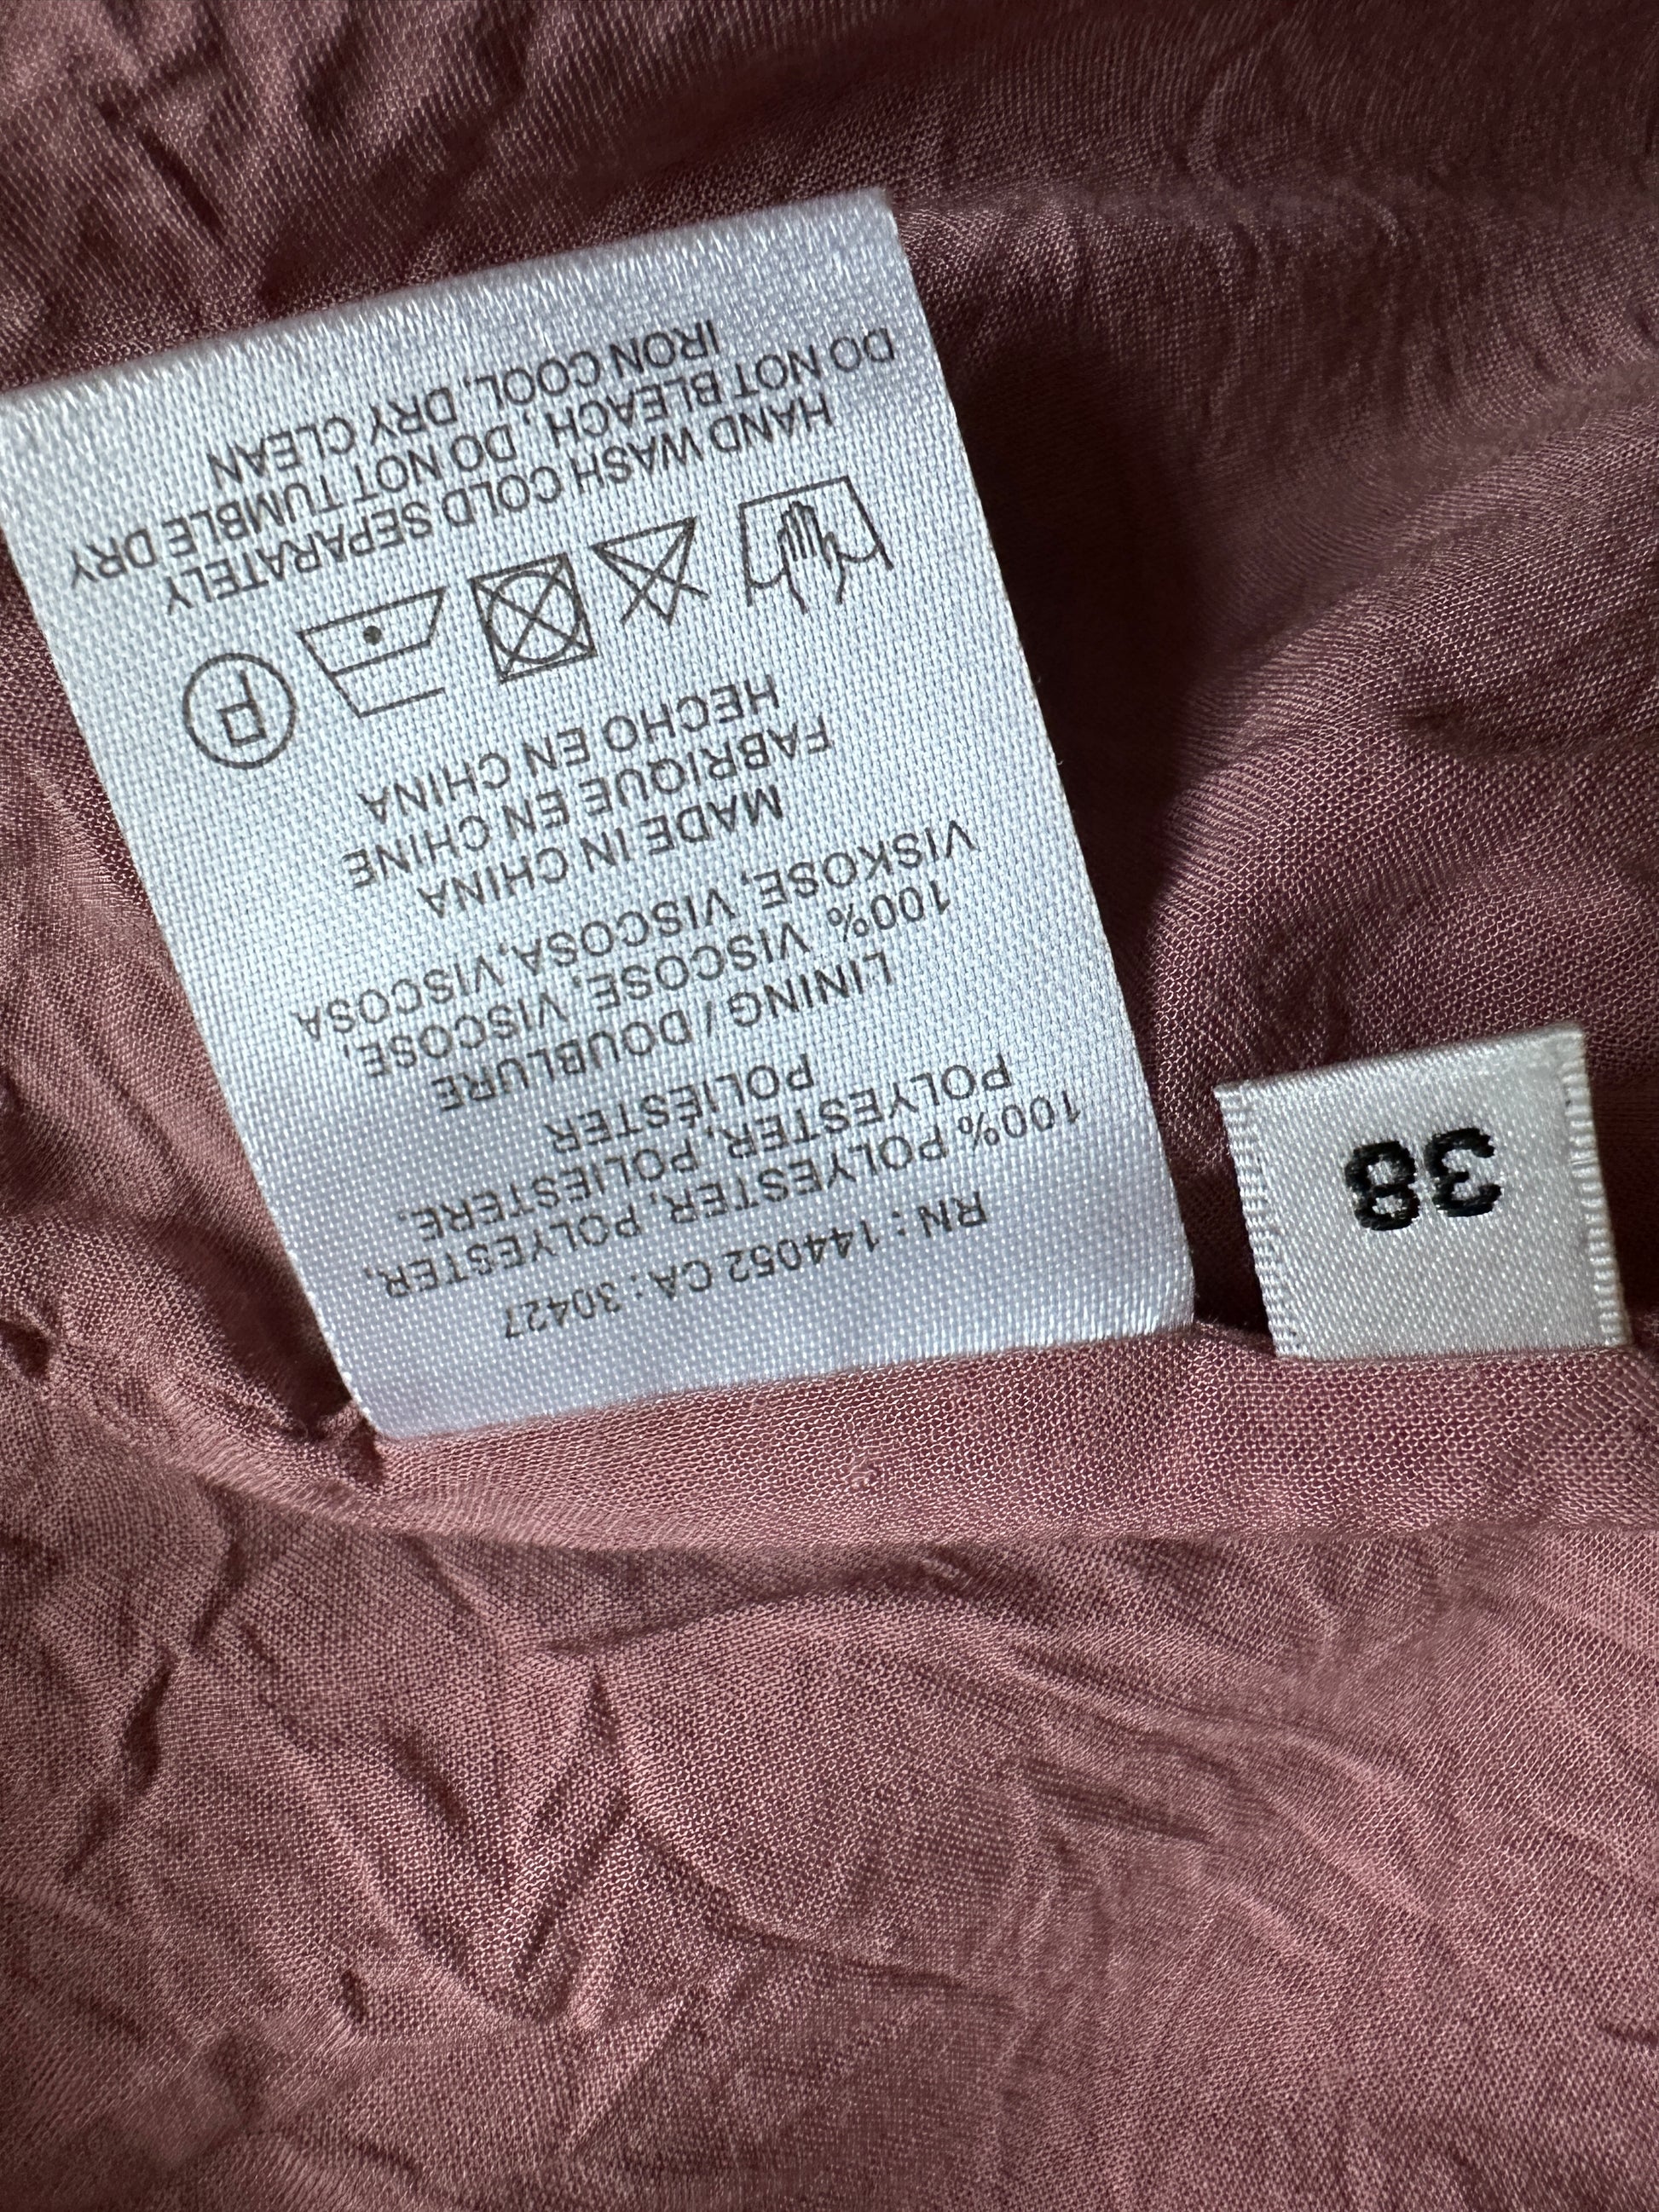 RN : 144052 CA : 30427
100% POLYESTER, POLYESTER,
POLYESTER, POLIESTERE,
POLIÉSTER
LINING / DOUBLURE
100% VISCOSE, VISCOSE,
VISKOSE, VISCOSA, VISCOSA
MADE IN CHINA
FABRIQUE EN CHINE
HECHO EN CHINA
P
HAND WASH COLD SEPARATELY
DO NOT BLEACH, DO NOT TUMBLE DRY
IRON COOL, DRY CLEAN
38